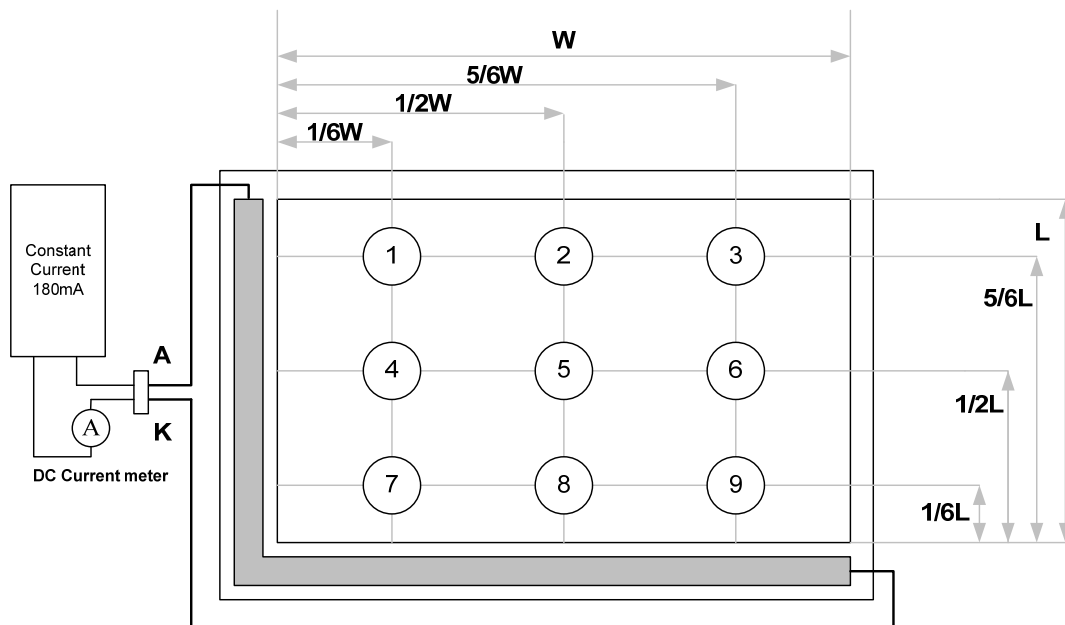 W
5/6W
1/2W
1/6W
Constant
Current
180mA
L
1
2
3
5/6L
A
4
5
6
1/2L
A
K
DC Current meter
7
8
9
1/6L